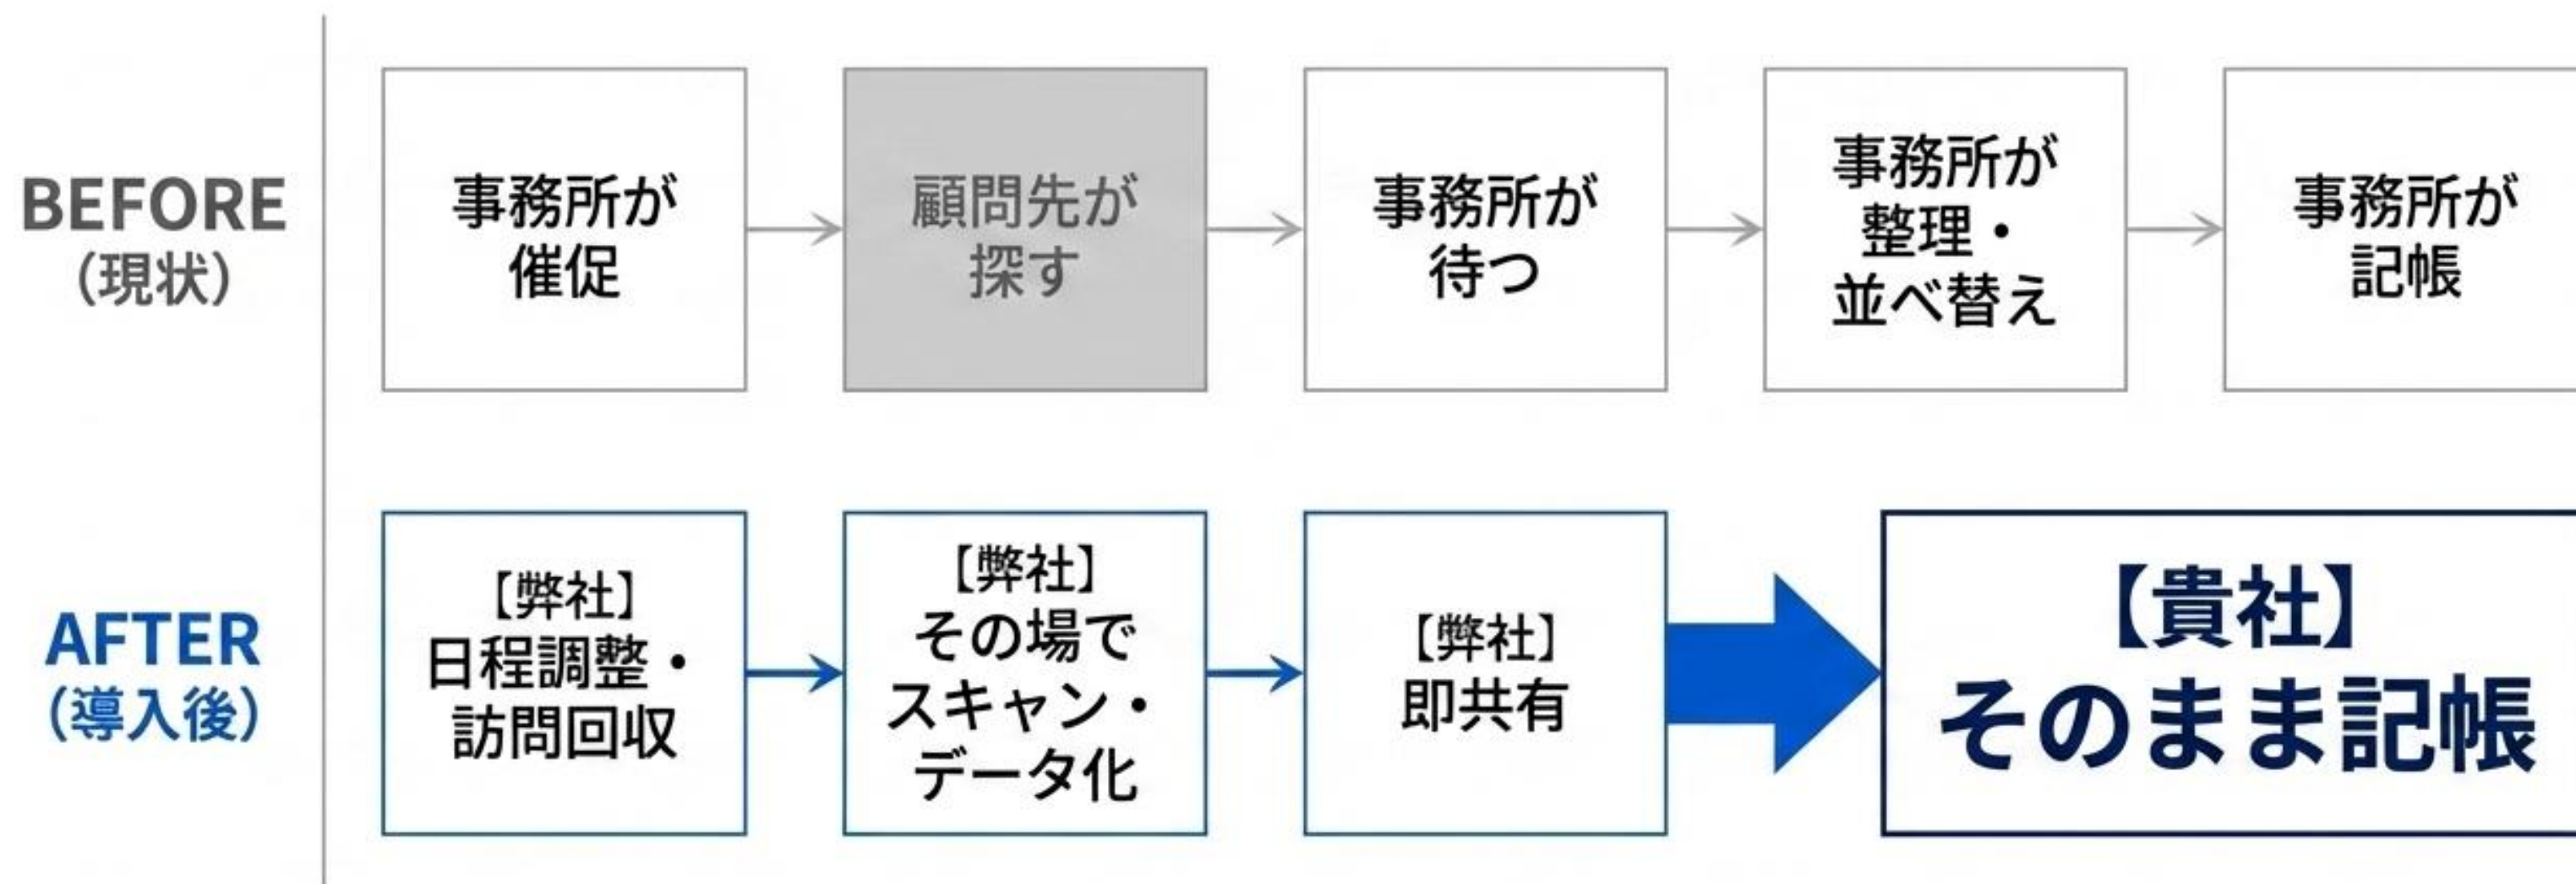 BEFORE
（現状）
事務所が
催促
顧問先が
探す
事務所が
待つ
事務所が
整理・
並べ替え
事務所が
記帳
AFTER
（導入後）
【弊社】
日程調整・
訪問回収
【弊社】
その場で
スキャン・
データ化
【弊社】
即共有
【貴社】
そのまま記帳